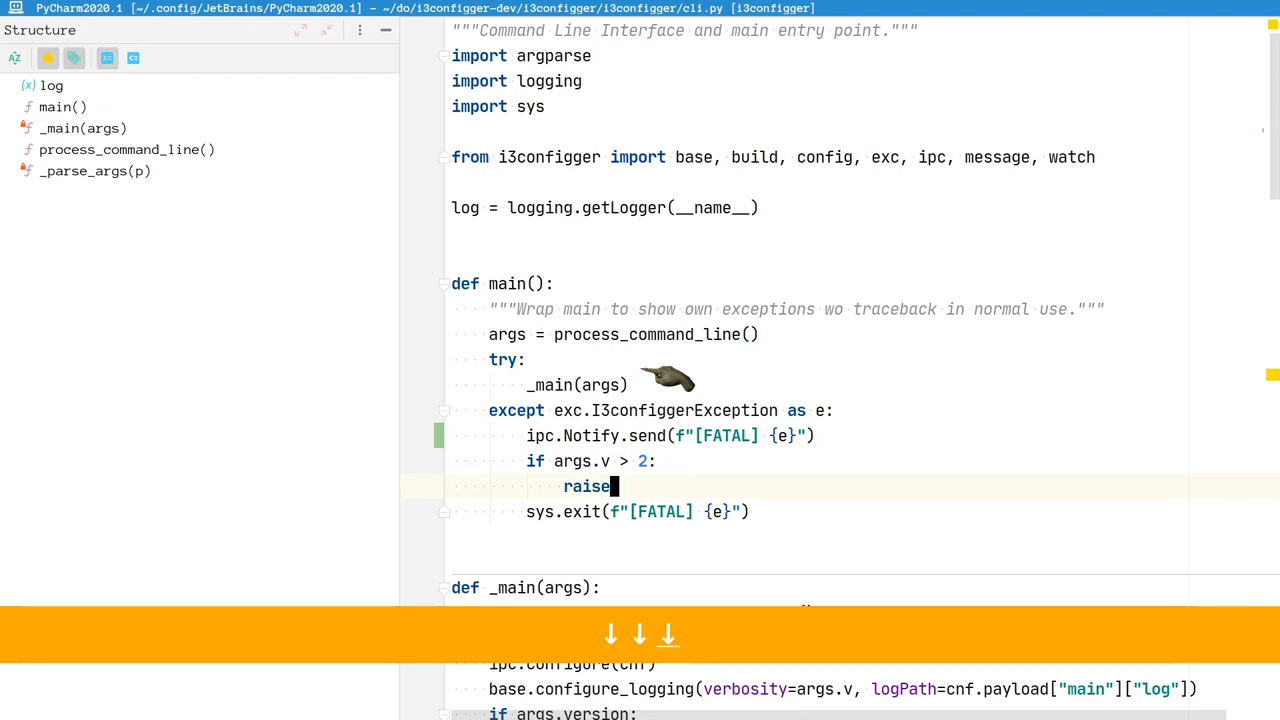 PyCharm2020.1 [~/.config/JetBrains/PyCharm2020.1] – ~/do/i3configger-dev/i3configger/i3configger/cli.py [i3configger]
Structure
log
main()
_main(args)
process_command_line()
_parse_args(p)
"""Command Line Interface and main entry point."""
import argparse
import logging
import sys
from i3configger import base, build, config, exc, ipc, message, watch
log = logging.getLogger(__name__)
def main():
"""Wrap main to show own exceptions wo traceback in normal use."""
args = process_command_line()
try:
_main(args)
except exc.I3configgerException as e:
ipc.Notify.send(f"[FATAL] {e}")
if args.v > 2:
raise
sys.exit(f"[FATAL] {e}")
def _main(args):
↓ ↓ ↓
ipc.configure(cnf)
base.configure_logging(verbosity=args.v, logPath=cnf.payload["main"]["log"])
if args.version: